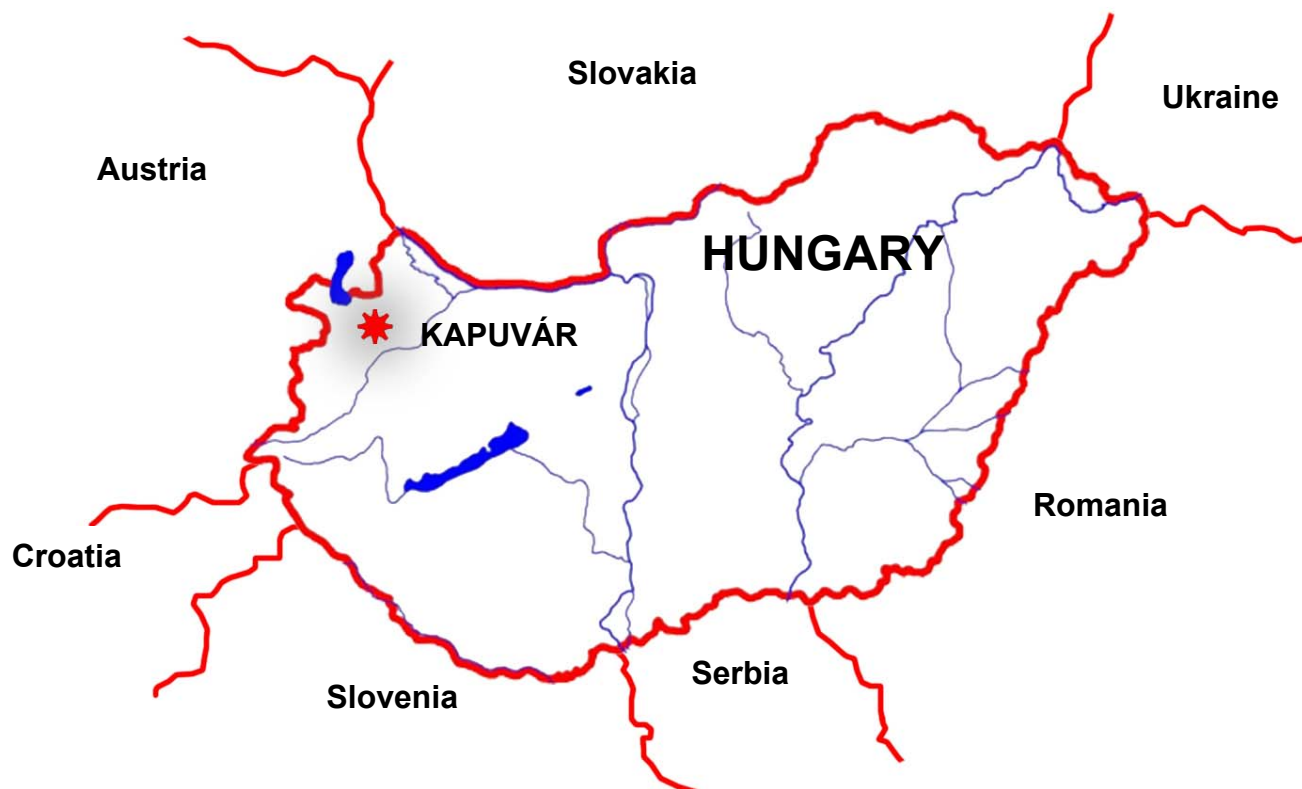 Slovakia
Ukraine
Austria
HUNGARY
KAPUVÁR
Romania
Croatia
Serbia
Slovenia